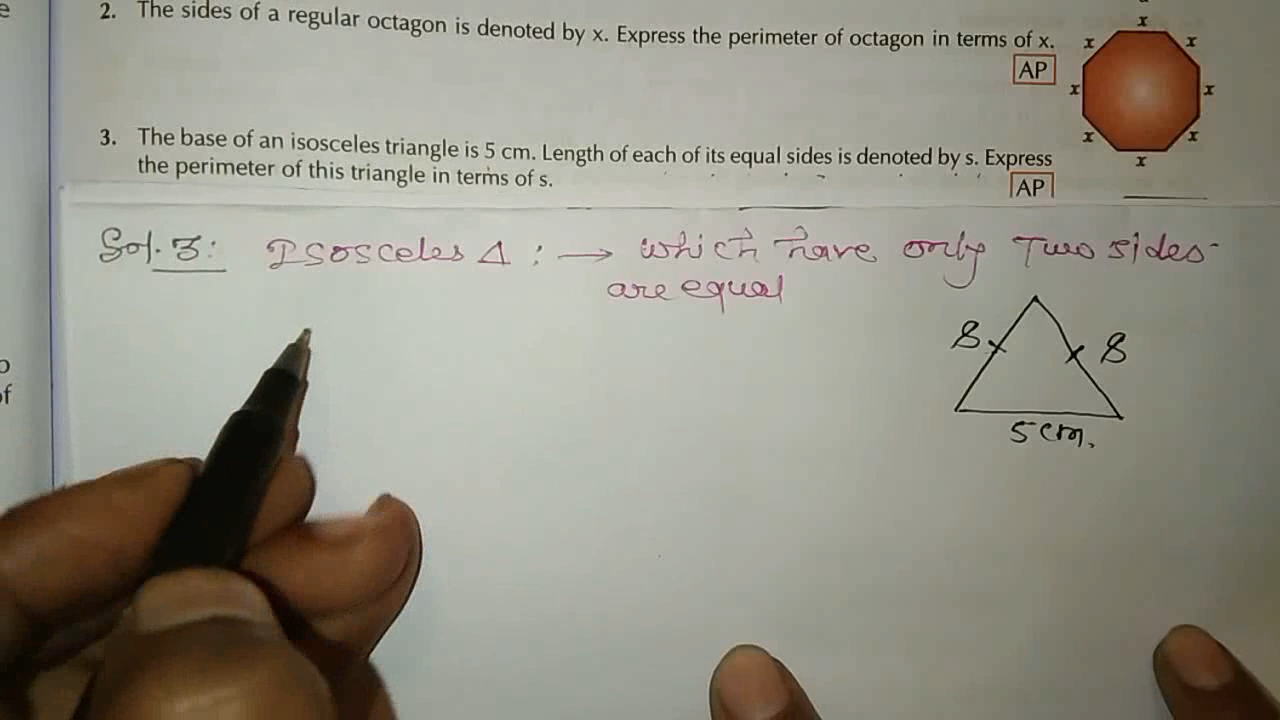 e
x
2. The sides of a regular octagon is denoted by x. Express the perimeter of octagon in terms of x.
x x
AP
x x
x x
x
3. The base of an isosceles triangle is 5 cm. Length of each of its equal sides is denoted by s. Express
the perimeter of this triangle in terms of s.
AP
Sol. 3: Isosceles Δ : → which have only Two sides
are equal
S S
5 cm.
o
of